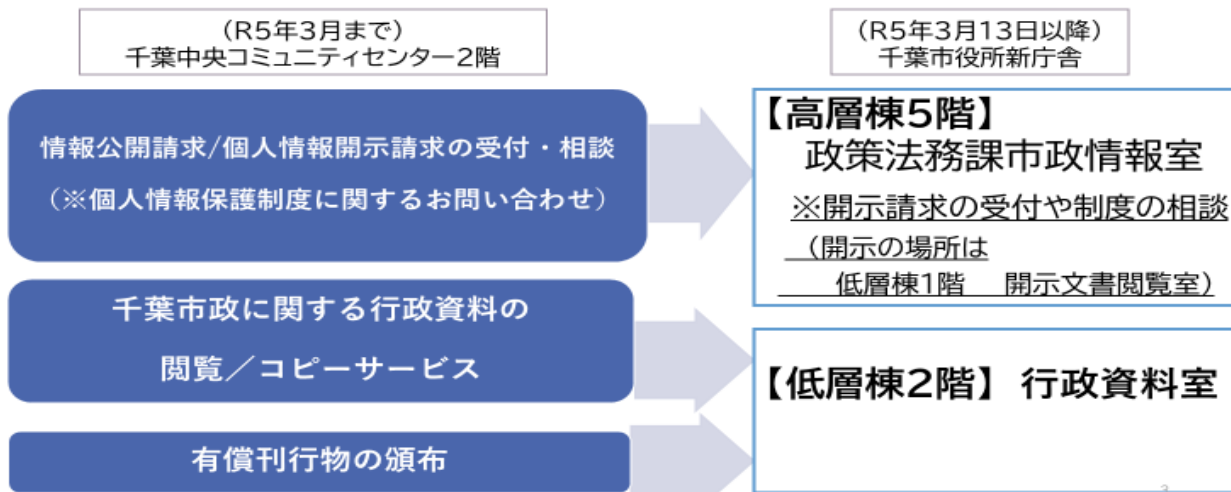 (R5年3月まで)
千葉中央コミュニティセンター2階
(R5年3月13日以降)
千葉市役所新庁舎
情報公開請求/個人情報開示請求の受付・相談
(※個人情報保護制度に関するお問い合わせ)
【高層棟5階】
政策法務課市政情報室
※開示請求の受付や制度の相談
(開示の場所は
低層棟1階 開示文書閲覧室)
千葉市政に関する行政資料の
閲覧/コピーサービス
有償刊行物の頒布
【低層棟2階】行政資料室
3